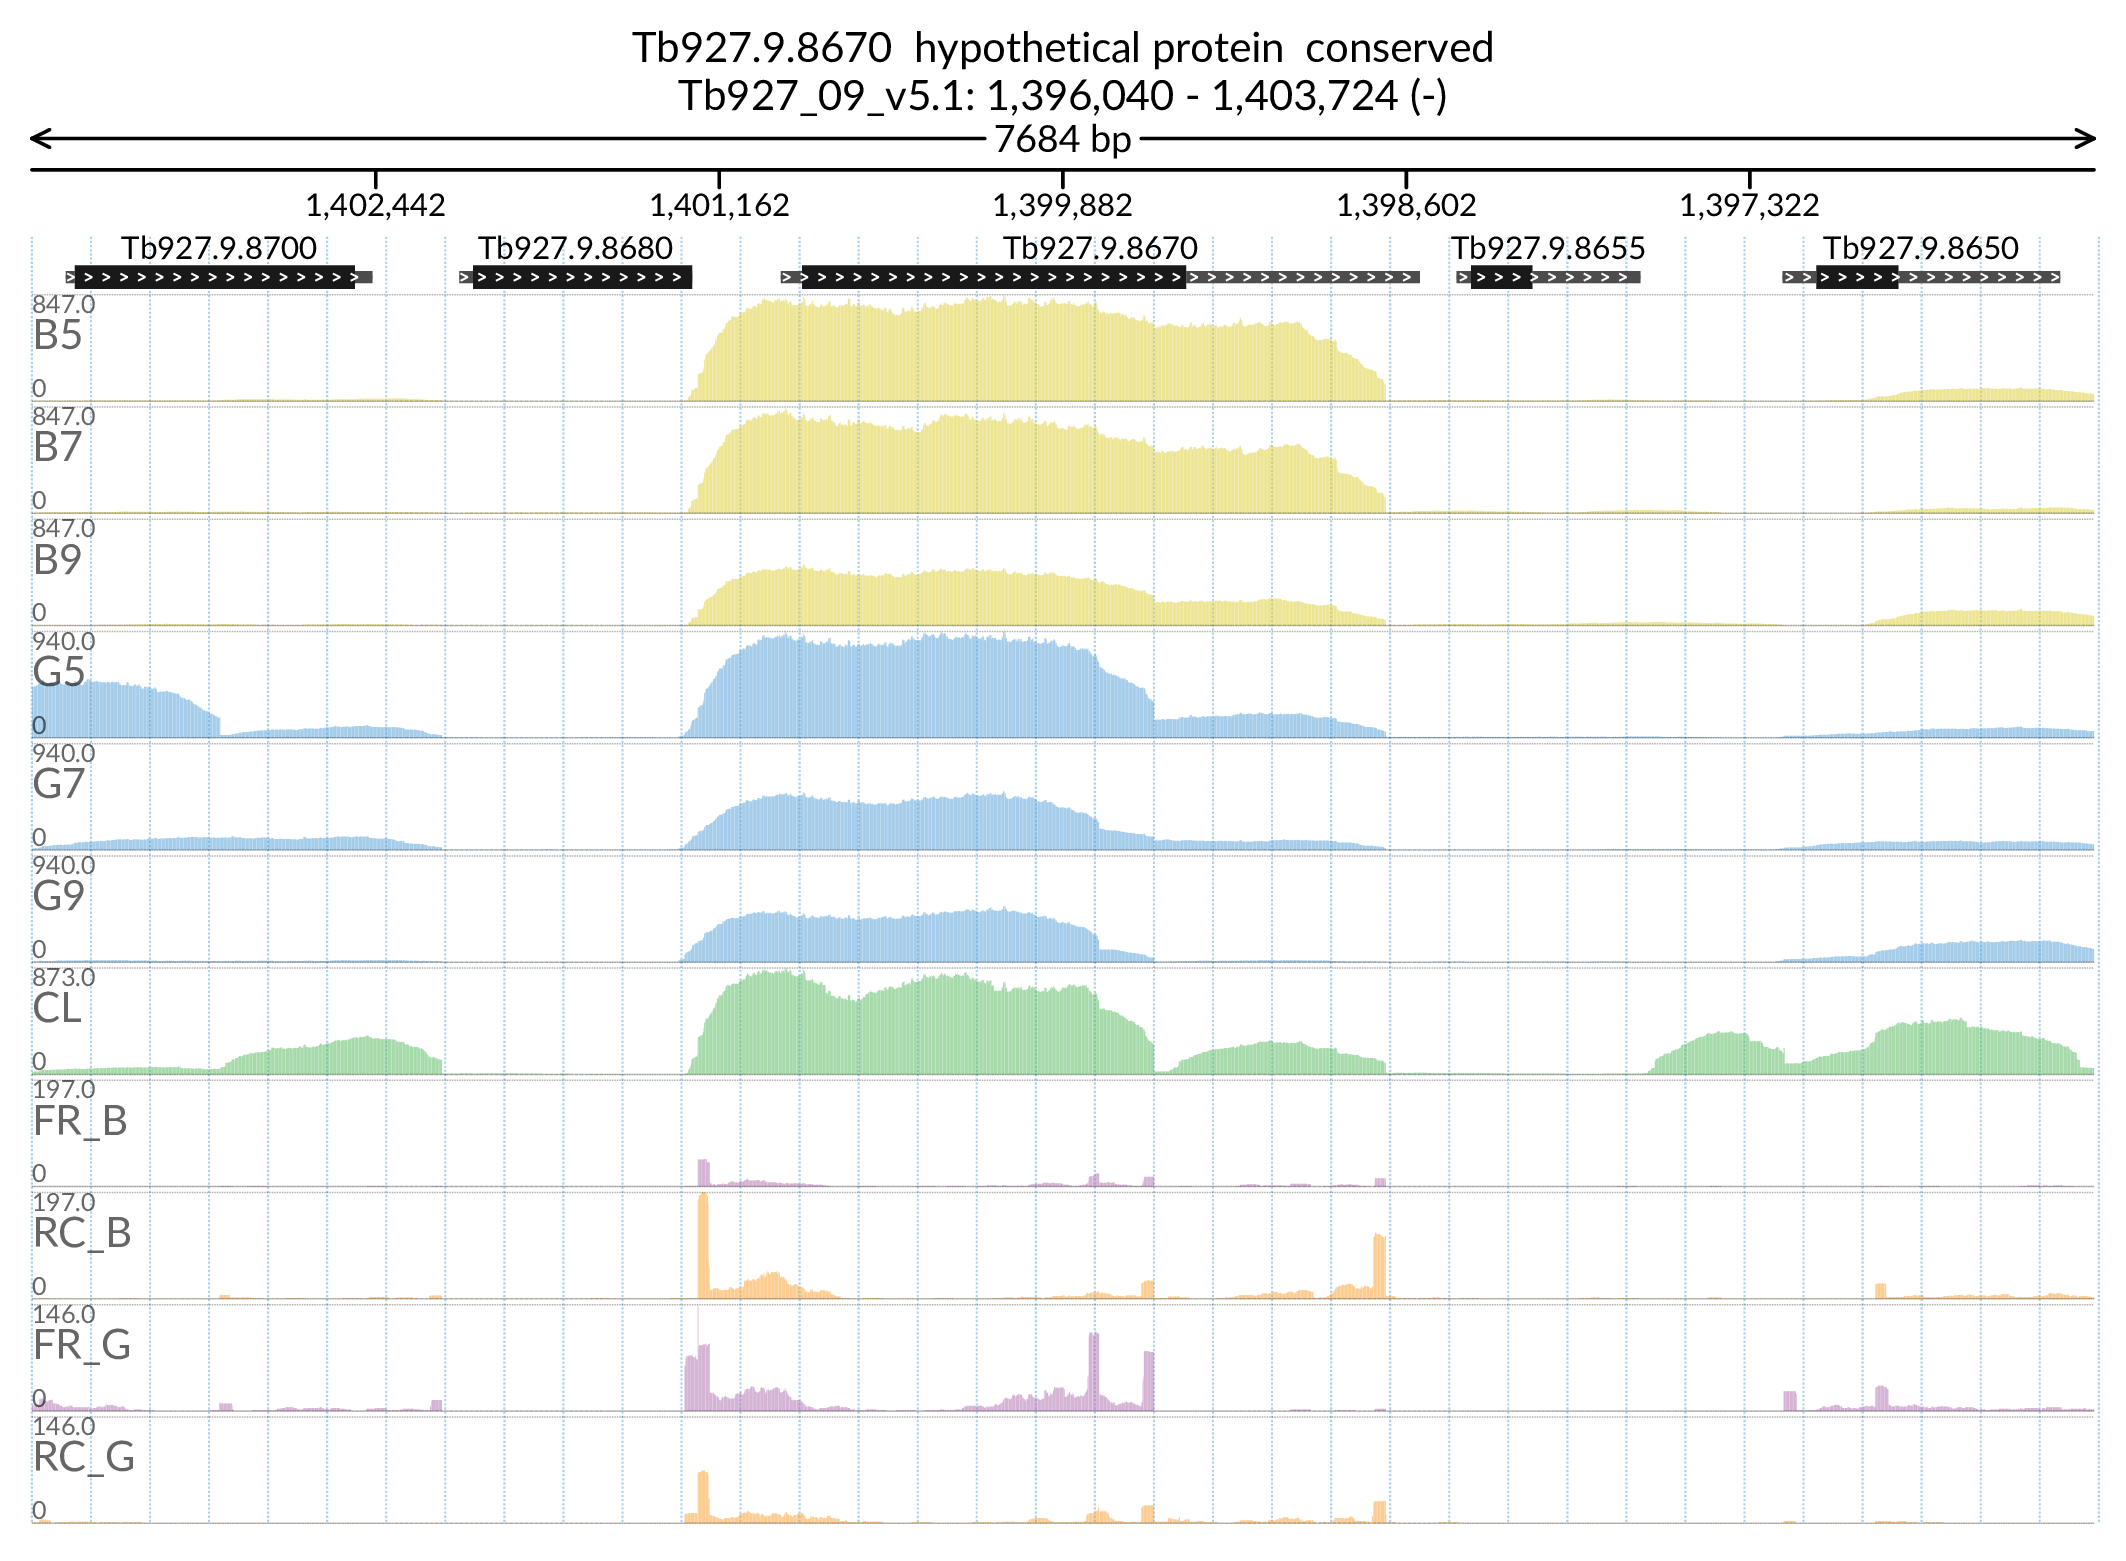 Tb927.9.8670  hypothetical protein  conserved
Tb927_09_v5.1: 1,396,040 - 1,403,724 (-)
7684 bp
1,402,442 1,401,162 1,399,882 1,398,602 1,397,322
Tb927.9.8700 Tb927.9.8680 Tb927.9.8670 Tb927.9.8655 Tb927.9.8650
847.0
B5
0
847.0
B7
0
847.0
B9
0
940.0
G5
0
940.0
G7
0
940.0
G9
0
873.0
CL
0
197.0
FR_B
0
197.0
RC_B
0
146.0
FR_G
0
146.0
RC_G
0